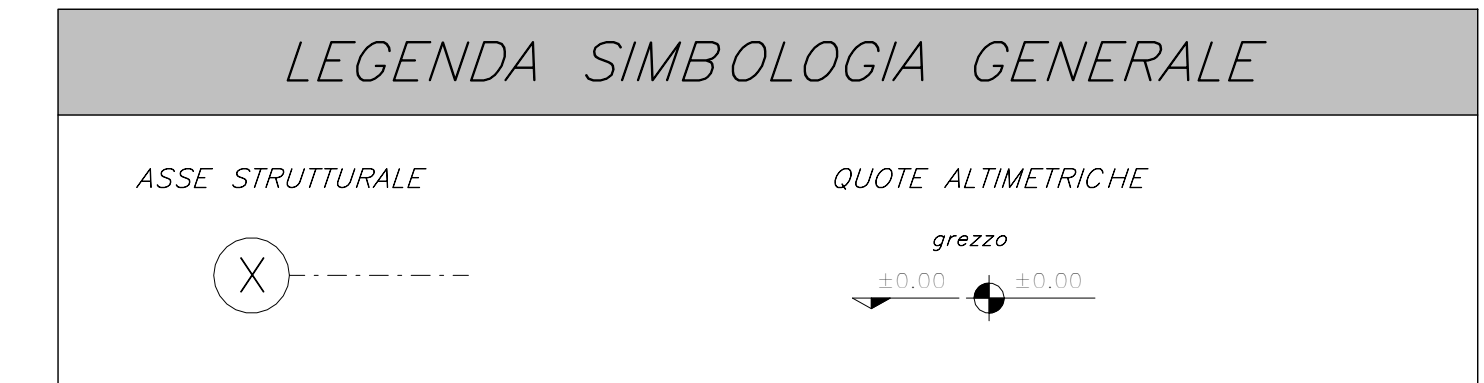 LEGENDA SIMBOLOGIA GENERALE
ASSE STRUTTURALE
X
QUOTE ALTIMETRICHE
grezzo
±0.00 ±0.00